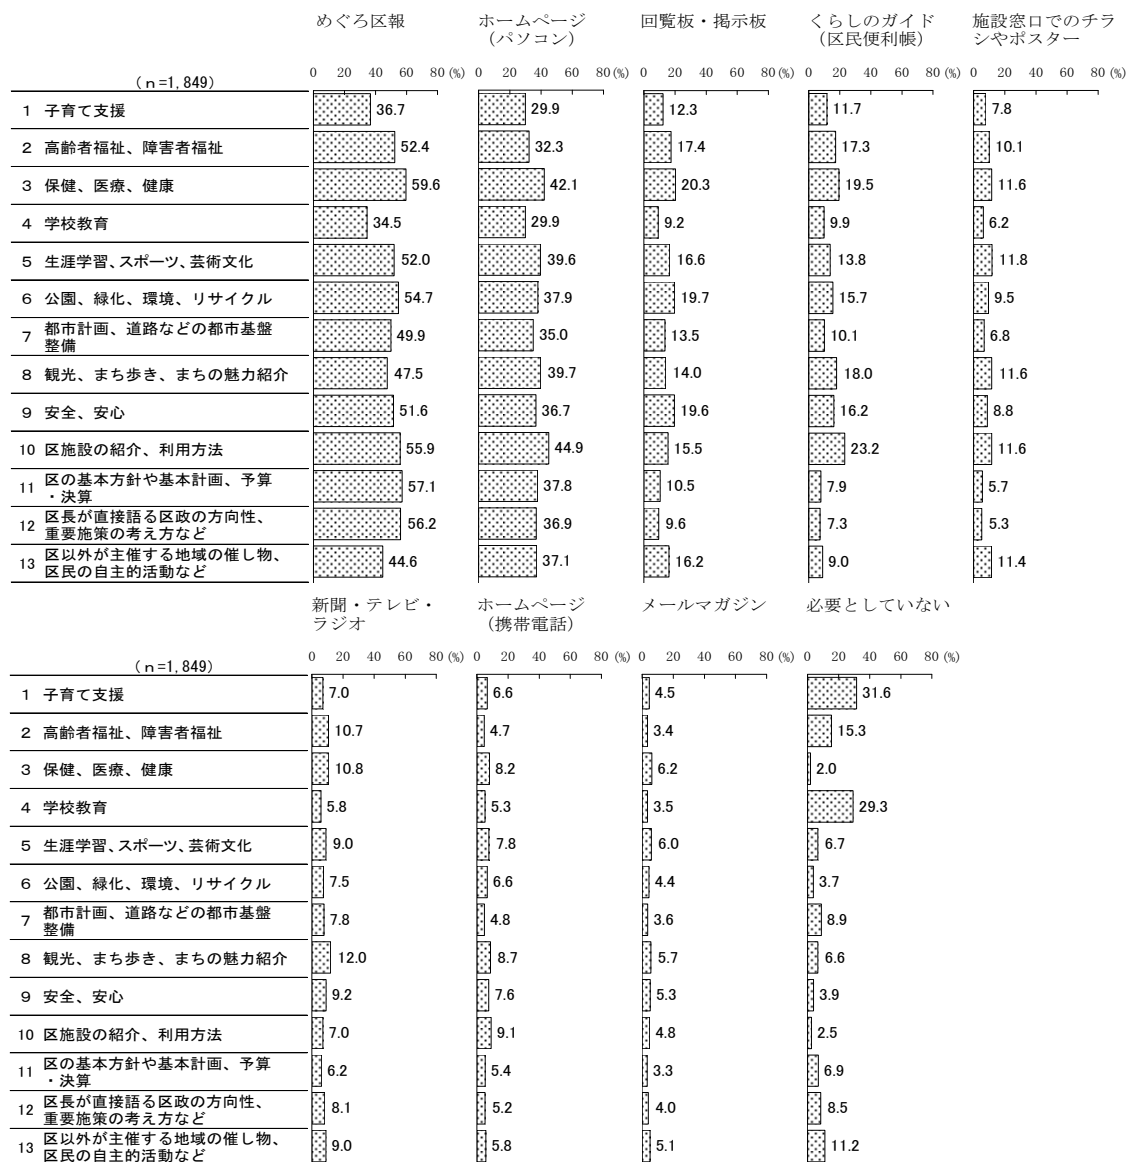 めぐろ区報 ホームページ 回覧板・掲示板 くらしのガイド 施設窓口でのチラ
(パソコン) (区民便利帳) シやポスター
(n=1,849) 0 20 40 60 80 (%) 0 20 40 60 80 (%) 0 20 40 60 80 (%) 0 20 40 60 80 (%) 0 20 40 60 80 (%)
1 子育て支援 36.7 29.9 12.3 11.7 7.8
2 高齢者福祉、障害者福祉 52.4 32.3 17.4 17.3 10.1
3 保健、医療、健康 59.6 42.1 20.3 19.5 11.6
4 学校教育 34.5 29.9 9.2 9.9 6.2
5 生涯学習、スポーツ、芸術文化 52.0 39.6 16.6 13.8 11.8
6 公園、緑化、環境、リサイクル 54.7 37.9 19.7 15.7 9.5
7 都市計画、道路などの都市基盤
整備 49.9 35.0 13.5 10.1 6.8
8 観光、まち歩き、まちの魅力紹介 47.5 39.7 14.0 18.0 11.6
9 安全、安心 51.6 36.7 19.6 16.2 8.8
10 区施設の紹介、利用方法 55.9 44.9 15.5 23.2 11.6
11 区の基本方針や基本計画、予算
・決算 57.1 37.8 10.5 7.9 5.7
12 区長が直接語る区政の方向性、
重要施策の考え方など 56.2 36.9 9.6 7.3 5.3
13 区以外が主催する地域の催し物、
区民の自主的活動など 44.6 37.1 16.2 9.0 11.4
新聞・テレビ・ ホームページ メールマガジン 必要としていない
ラジオ (携帯電話)
(n=1,849) 0 20 40 60 80 (%) 0 20 40 60 80 (%) 0 20 40 60 80 (%) 0 20 40 60 80 (%)
1 子育て支援 7.0 6.6 4.5 31.6
2 高齢者福祉、障害者福祉 10.7 4.7 3.4 15.3
3 保健、医療、健康 10.8 8.2 6.2 2.0
4 学校教育 5.8 5.3 3.5 29.3
5 生涯学習、スポーツ、芸術文化 9.0 7.8 6.0 6.7
6 公園、緑化、環境、リサイクル 7.5 6.6 4.4 3.7
7 都市計画、道路などの都市基盤
整備 7.8 4.8 3.6 8.9
8 観光、まち歩き、まちの魅力紹介 12.0 8.7 5.7 6.6
9 安全、安心 9.2 7.6 5.3 3.9
10 区施設の紹介、利用方法 7.0 9.1 4.8 2.5
11 区の基本方針や基本計画、予算
・決算 6.2 5.4 3.3 6.9
12 区長が直接語る区政の方向性、
重要施策の考え方など 8.1 5.2 4.0 8.5
13 区以外が主催する地域の催し物、
区民の自主的活動など 9.0 5.8 5.1 11.2